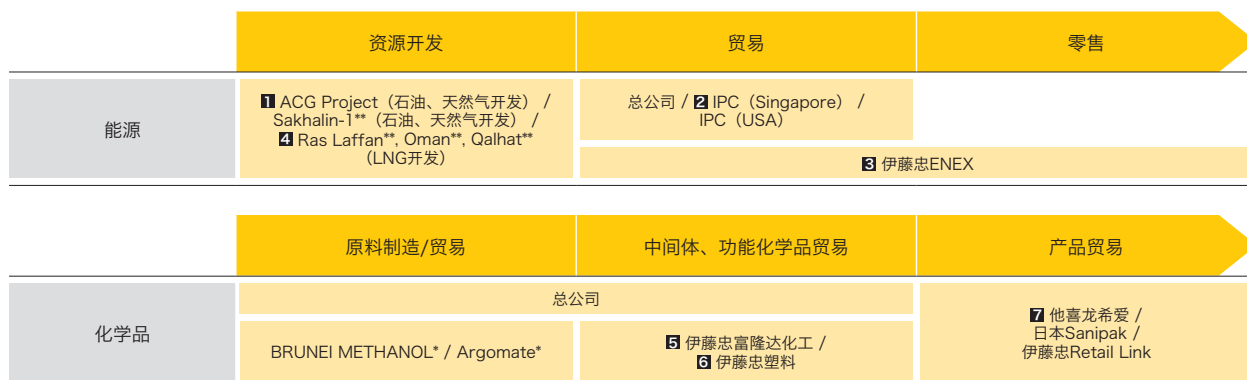 资源开发
贸易
零售
能源
1 ACG Project（石油、天然气开发） /
Sakhalin-1**（石油、天然气开发） /
4 Ras Laffan**, Oman**, Qalhat**
（LNG开发）
总公司 / 2 IPC（Singapore） /
IPC（USA）
3 伊藤忠ENEX
原料制造/贸易
中间体、功能化学品贸易
产品贸易
化学品
总公司
BRUNEI METHANOL* / Argomate*
5 伊藤忠富隆达化工 /
6 伊藤忠塑料
7 他喜龙希爱 /
日本Sanipak /
伊藤忠Retail Link